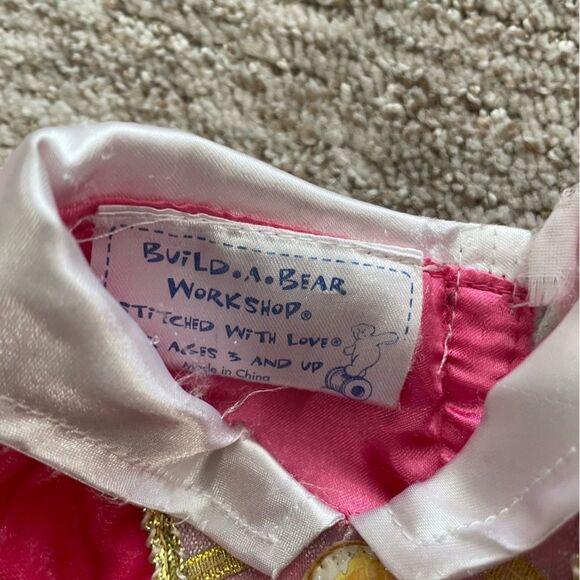 BUiLD.A.BEAR
WORKSHOP®
STITCHED WITH LOVE®
AGES 3 AND UP
Made in China